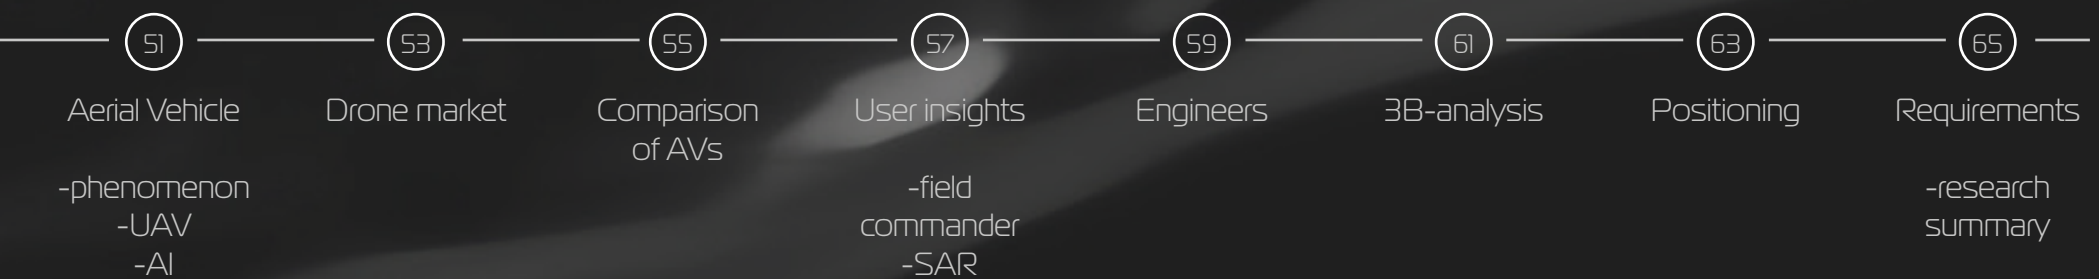 51
53
55
57
59
61
63
65
Aerial Vehicle
Drone market
Comparison
of AVs
User insights
Engineers
3B-analysis
Positioning
Requirements
-phenomenon
-UAV
-AI
-field
commander
-SAR
-research
summary